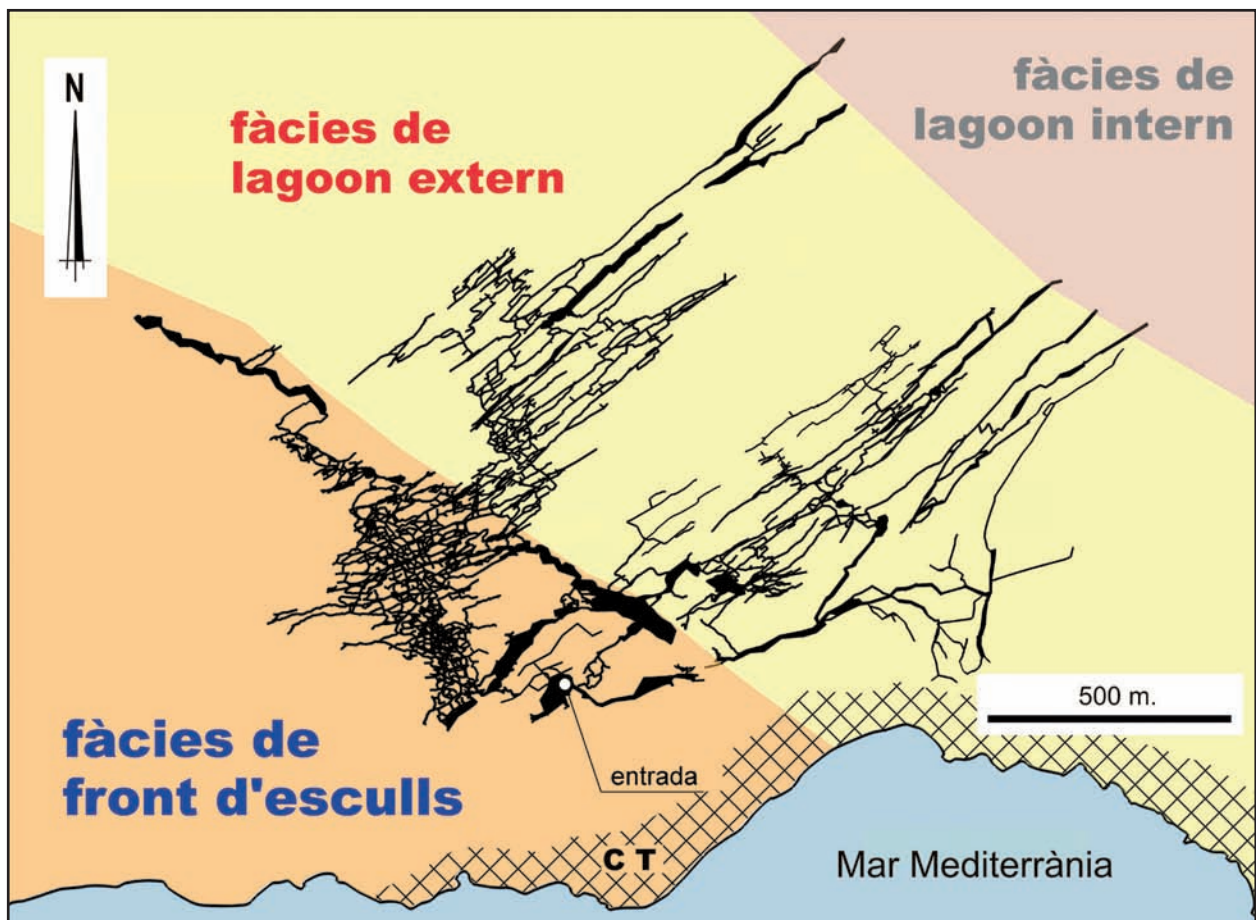 N
fàcies de
lagoon extern
fàcies de
lagoon intern
fàcies de
front d'esculls
entrada
500 m.
C T
Mar Mediterrània